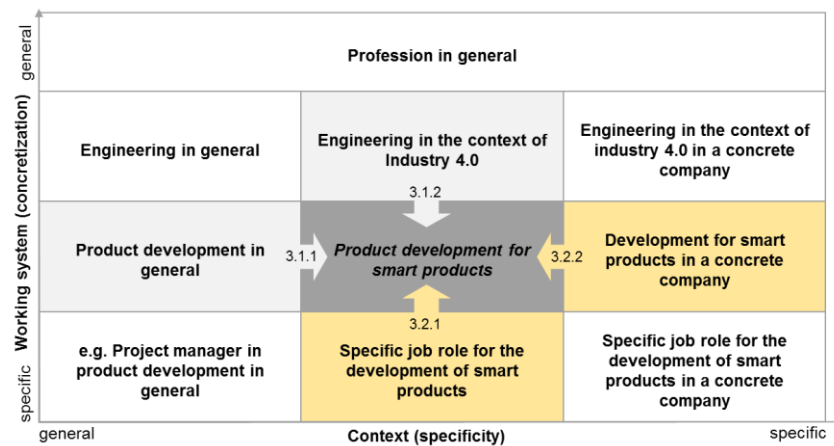 general
Profession in general
Working system (concretization)
Engineering in general
Engineering in the context of
Industry 4.0
Engineering in the context of
industry 4.0 in a concrete
company
3.1.2
Product development in
general
3.1.1
Product development for
smart products
3.2.2
Development for smart
products in a concrete
company
3.2.1
e.g. Project manager in
product development in
general
Specific job role for the
development of smart
products
Specific job role for the
development of smart
products in a concrete
company
specific
general
Context (specificity)
specific